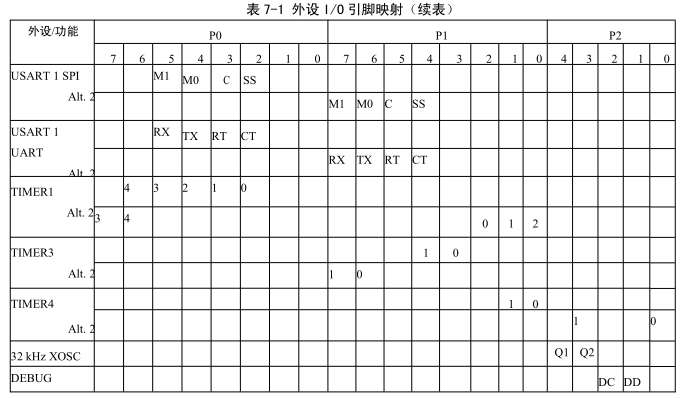 表 7-1 外设 I/O 引脚映射（续表）
外设/功能 P0 P1 P2
7 6 5 4 3 2 1 0 7 6 5 4 3 2 1 0 4 3 2 1 0
USART 1 SPI M1 M0 C SS
Alt. 2 M1 M0 C SS
USART 1 RX TX RT CT
UART
Alt. 2 RX TX RT CT
TIMER1 4 3 2 1 0
Alt. 2 3 4 0 1 2
TIMER3 1 0
Alt. 2 1 0
TIMER4 1 0
Alt. 2 1 0
32 kHz XOSC Q1 Q2
DEBUG DC DD